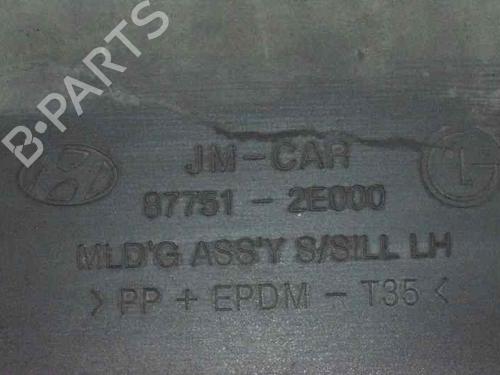 B-PARTS
JM-CAR
87751-2E000
MLD'G ASS'Y S/SILL LH
> PP + EPDM - T35 <